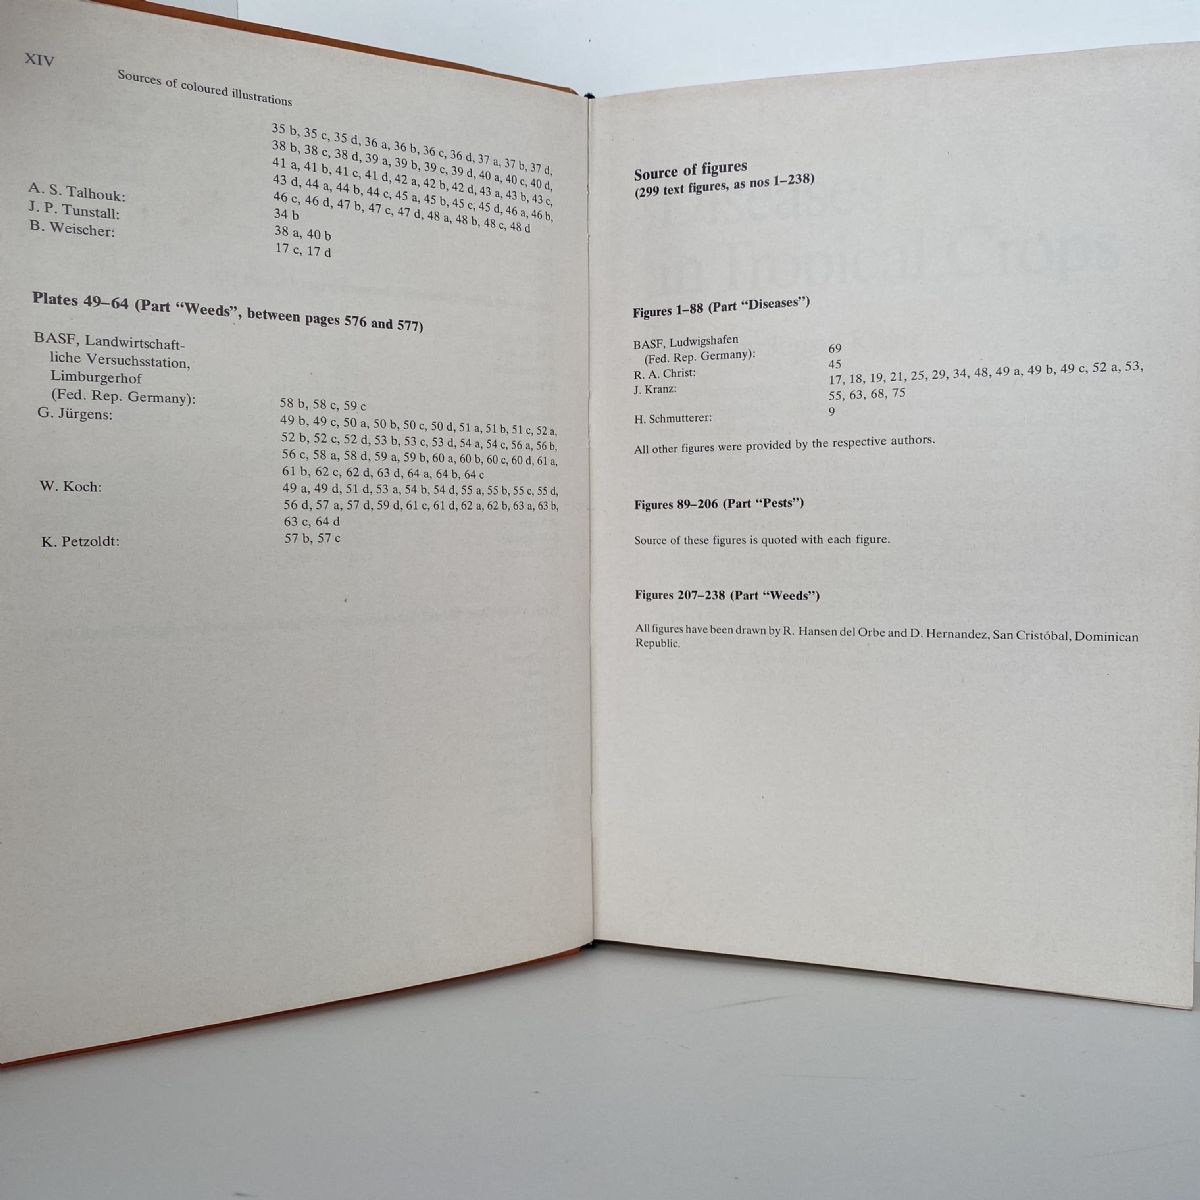 XIV
Sources of coloured illustrations
35 b, 35 c, 35 d, 36 a, 36 b, 36 c, 36 d, 37 a, 37 b, 37 d,
38 b, 38 c, 38 d, 39 a, 39 b, 39 c, 39 d, 40 a, 40 c, 40 d,
41 a, 41 b, 41 c, 41 d, 42 a, 42 b, 42 d, 43 a, 43 b, 43 c,
43 d, 44 a, 44 b, 44 c, 45 a, 45 b, 45 c, 45 d, 46 a, 46 b,
46 c, 46 d, 47 b, 47 c, 47 d, 48 a, 48 b, 48 c, 48 d
A. S. Talhouk: 34 b
J. P. Tunstall: 38 a, 40 b
B. Weischer: 17 c, 17 d
Plates 49–64 (Part “Weeds”, between pages 576 and 577)
BASF, Landwirtschaft-
liche Versuchsstation,
Limburgerhof
(Fed. Rep. Germany): 58 b, 58 c, 59 c
G. Jürgens: 49 b, 49 c, 50 a, 50 b, 50 c, 50 d, 51 a, 51 b, 51 c, 52 a,
52 b, 52 c, 52 d, 53 b, 53 c, 53 d, 54 a, 54 c, 56 a, 56 b,
56 c, 58 a, 58 d, 59 a, 59 b, 60 a, 60 b, 60 c, 60 d, 61 a,
61 b, 62 c, 62 d, 63 d, 64 a, 64 b, 64 c
W. Koch: 49 a, 49 d, 51 d, 53 a, 54 b, 54 d, 55 a, 55 b, 55 c, 55 d,
56 d, 57 a, 57 d, 59 d, 61 c, 61 d, 62 a, 62 b, 63 a, 63 b,
63 c, 64 d
K. Petzoldt: 57 b, 57 c
Source of figures
(299 text figures, as nos 1–238)
Figures 1–88 (Part “Diseases”)
BASF, Ludwigshafen
(Fed. Rep. Germany): 69
R. A. Christ: 45
J. Kranz: 17, 18, 19, 21, 25, 29, 34, 48, 49 a, 49 b, 49 c, 52 a, 53,
55, 63, 68, 75
H. Schmutterer: 9
All other figures were provided by the respective authors.
Figures 89–206 (Part “Pests”)
Source of these figures is quoted with each figure.
Figures 207–238 (Part “Weeds”)
All figures have been drawn by R. Hansen del Orbe and D. Hernandez, San Cristóbal, Dominican
Republic.